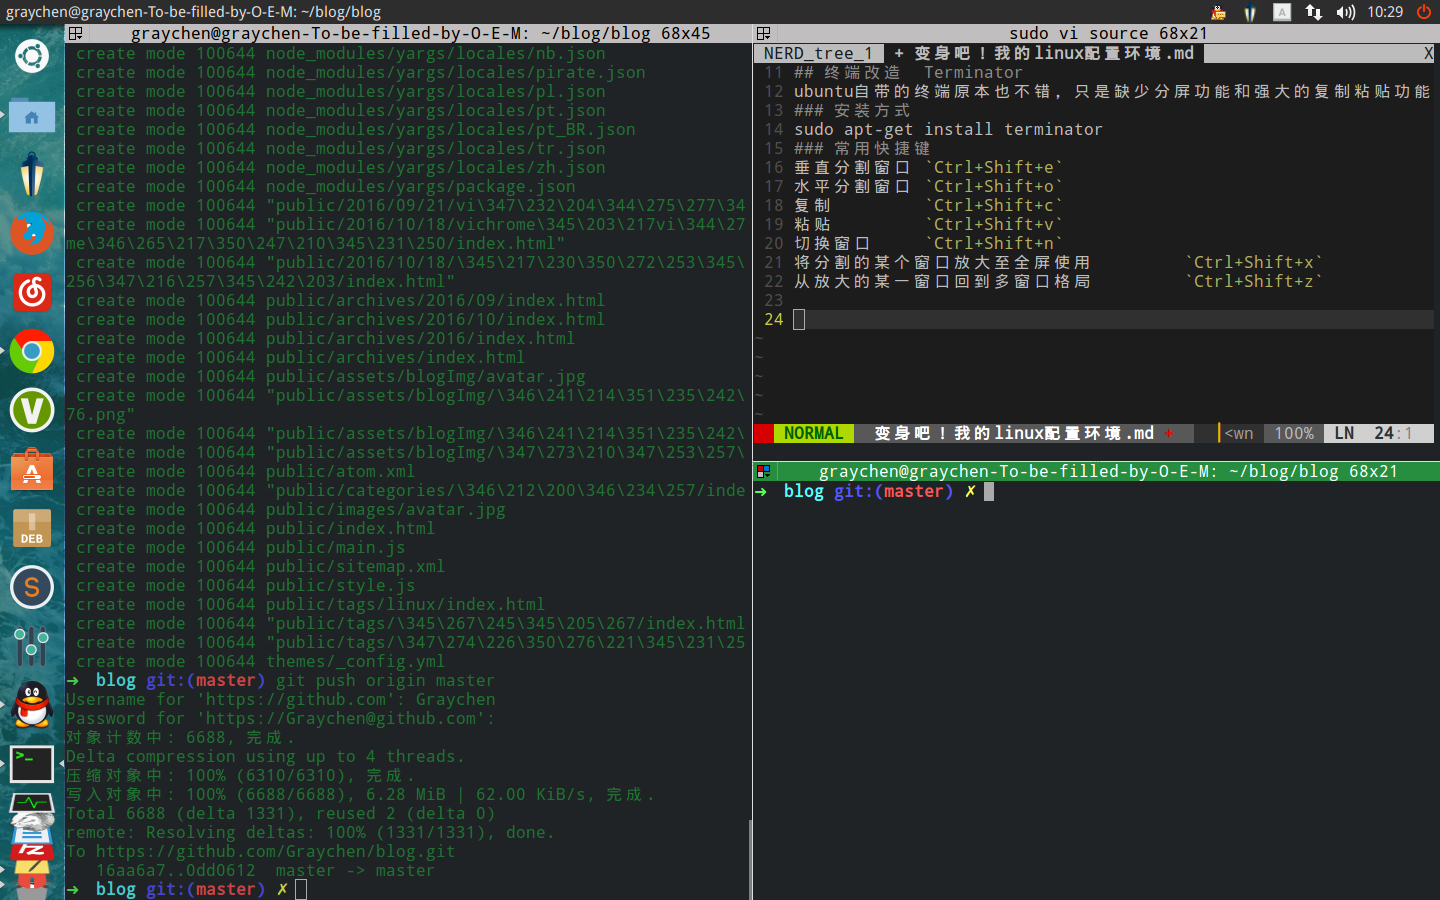 graychen@graychen-To-be-filled-by-O-E-M: ~/blog/blog
A
10:29
graychen@graychen-To-be-filled-by-O-E-M: ~/blog/blog 68x45
create mode 100644 node_modules/yargs/locales/nb.json
create mode 100644 node_modules/yargs/locales/pirate.json
create mode 100644 node_modules/yargs/locales/pl.json
create mode 100644 node_modules/yargs/locales/pt.json
create mode 100644 node_modules/yargs/locales/pt_BR.json
create mode 100644 node_modules/yargs/locales/tr.json
create mode 100644 node_modules/yargs/locales/zh.json
create mode 100644 node_modules/yargs/package.json
create mode 100644 "public/2016/09/21/vi\347\232\204\344\275\277\34
create mode 100644 "public/2016/10/18/vichrome\345\203\217vi\344\27
me\346\265\217\350\247\210\345\231\250/index.html"
create mode 100644 "public/2016/10/18/\345\217\230\350\272\253\345\
256\347\216\257\345\242\203/index.html"
create mode 100644 public/archives/2016/09/index.html
create mode 100644 public/archives/2016/10/index.html
create mode 100644 public/archives/2016/index.html
create mode 100644 public/archives/index.html
create mode 100644 public/assets/blogImg/avatar.jpg
create mode 100644 "public/assets/blogImg/\346\241\214\351\235\242\
76.png"
create mode 100644 "public/assets/blogImg/\346\241\214\351\235\242\
create mode 100644 "public/assets/blogImg/\347\273\210\347\253\257\
create mode 100644 public/atom.xml
create mode 100644 "public/categories/\346\212\200\346\234\257/inde
create mode 100644 public/images/avatar.jpg
create mode 100644 public/index.html
create mode 100644 public/main.js
create mode 100644 public/sitemap.xml
create mode 100644 public/style.js
create mode 100644 public/tags/linux/index.html
create mode 100644 "public/tags/\345\267\245\345\205\267/index.html
create mode 100644 "public/tags/\347\274\226\350\276\221\345\231\25
create mode 100644 themes/_config.yml
➜ blog git:(master) git push origin master
Username for 'https://github.com': Graychen
Password for 'https://Graychen@github.com':
对象计数中: 6688, 完成.
Delta compression using up to 4 threads.
压缩对象中: 100% (6310/6310), 完成.
写入对象中: 100% (6688/6688), 6.28 MiB | 62.00 KiB/s, 完成.
Total 6688 (delta 1331), reused 2 (delta 0)
remote: Resolving deltas: 100% (1331/1331), done.
To https://github.com/Graychen/blog.git
16aa6a7..0dd0612 master -> master
➜ blog git:(master) ✗
sudo vi source 68x21
NERD_tree_1 + 变身吧！我的linux配置环境.md X
11 ## 终端改造 Terminator
12 ubuntu自带的终端原本也不错，只是缺少分屏功能和强大的复制粘贴功能
13 ### 安装方式
14 sudo apt-get install terminator
15 ### 常用快捷键
16 垂直分割窗口 `Ctrl+Shift+e`
17 水平分割窗口 `Ctrl+Shift+o`
18 复制 `Ctrl+Shift+c`
19 粘贴 `Ctrl+Shift+v`
20 切换窗口 `Ctrl+Shift+n`
21 将分割的某个窗口放大至全屏使用 `Ctrl+Shift+x`
22 从放大的某一窗口回到多窗口格局 `Ctrl+Shift+z`
23
24
~
~
~
~
~
NORMAL 变身吧！我的linux配置环境.md + <wn 100% LN 24:1
graychen@graychen-To-be-filled-by-O-E-M: ~/blog/blog 68x21
➜ blog git:(master) ✗
V
A
DEB
S
>_